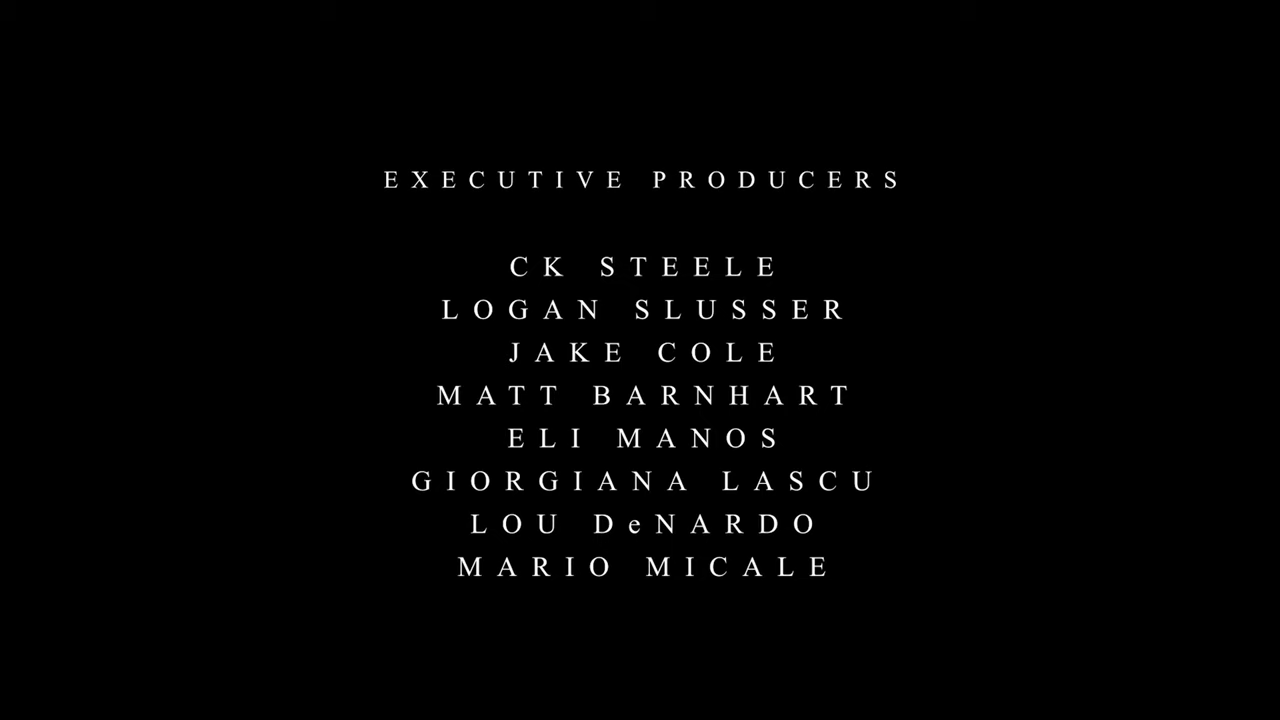 EXECUTIVE PRODUCERS
CK STEELE
LOGAN SLUSSER
JAKE COLE
MATT BARNHART
ELI MANOS
GIORGIANA LASCU
LOU DeNARDO
MARIO MICALE